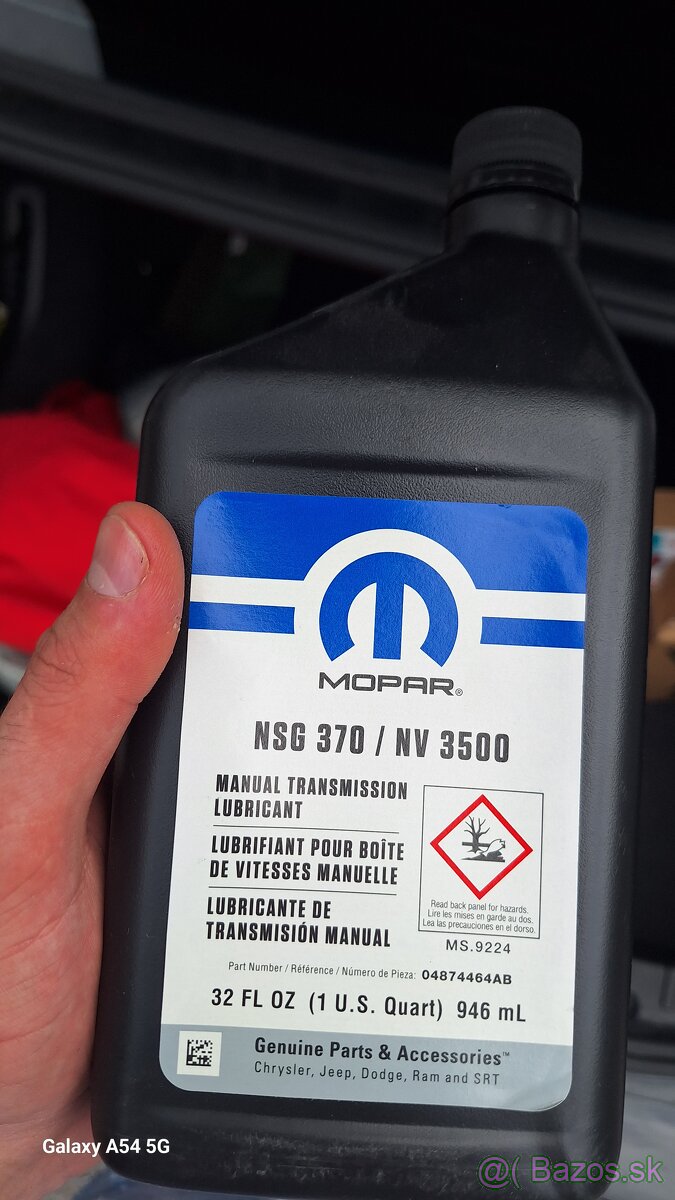 MOPAR®
NSG 370 / NV 3500
MANUAL TRANSMISSION
LUBRICANT
LUBRIFIANT POUR BOÎTE
DE VITESSES MANUELLE
LUBRICANTE DE
TRANSMISIÓN MANUAL
Read back panel for hazards.
Lire les mises en garde au dos.
Lea las precauciones en el dorso.
MS.9224
Part Number / Référence / Número de Pieza: 04874464AB
32 FL OZ (1 U.S. Quart) 946 mL
Genuine Parts & Accessories™
Chrysler, Jeep, Dodge, Ram and SRT
Galaxy A54 5G
@( Bazos.sk